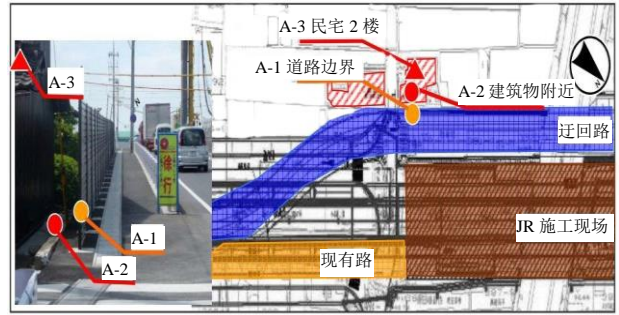 A-3
A-1
A-2
徐行
A-3 民宅 2 楼
A-1 道路边界
A-2 建筑物附近
迂回路
JR 施工现场
现有路